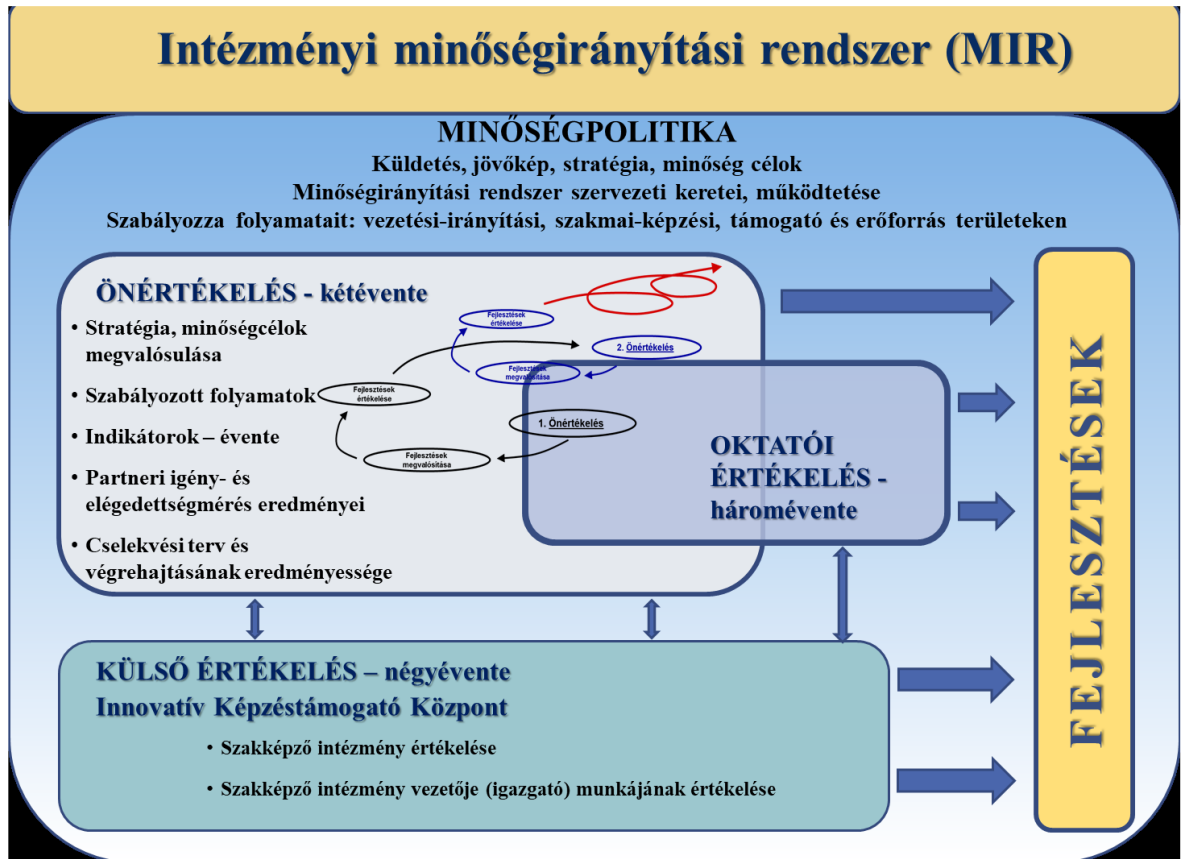 Intézményi minőségirányítási rendszer (MIR)
MINŐSÉGPOLITIKA
Küldetés, jövőkép, stratégia, minőség célok
Minőségirányítási rendszer szervezeti keretei, működtetése
Szabályozza folyamatait: vezetési-irányítási, szakmai-képzési, támogató és erőforrás területeken
ÖNÉRTÉKELÉS - kétévente
• Stratégia, minőségcélok
megvalósulása
• Szabályozott folyamatok
• Indikátorok – évente
• Partneri igény- és
elégedettségmérés eredményei
• Cselekvési terv és
végrehajtásának eredményessége
Fejlesztések
értékelése
2. Önértékelés
Fejlesztések
megvalósítása
Fejlesztések
értékelése
1. Önértékelés
Fejlesztések
megvalósítása
OKTATÓI
ÉRTÉKELÉS -
háromévente
KÜLSŐ ÉRTÉKELÉS – négyévente
Innovatív Képzéstámogató Központ
• Szakképző intézmény értékelése
• Szakképző intézmény vezetője (igazgató) munkájának értékelése
FEJLESZTÉSEK